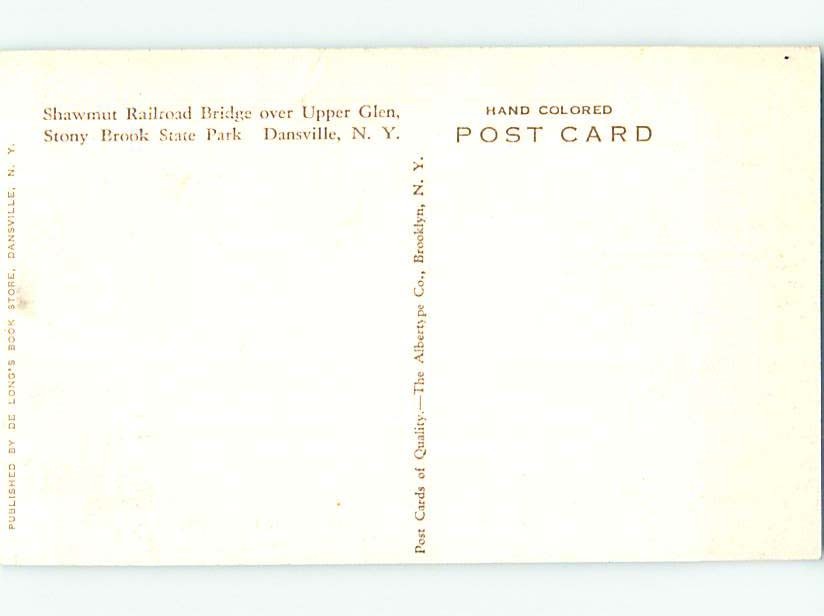 Shawmut Railroad Bridge over Upper Glen,
Stony Brook State Park Dansville, N. Y.
HAND COLORED
POST CARD
PUBLISHED BY DE LONG'S BOOK STORE, DANSVILLE, N. Y.
Post Cards of Quality.—The Albertype Co., Brooklyn, N. Y.